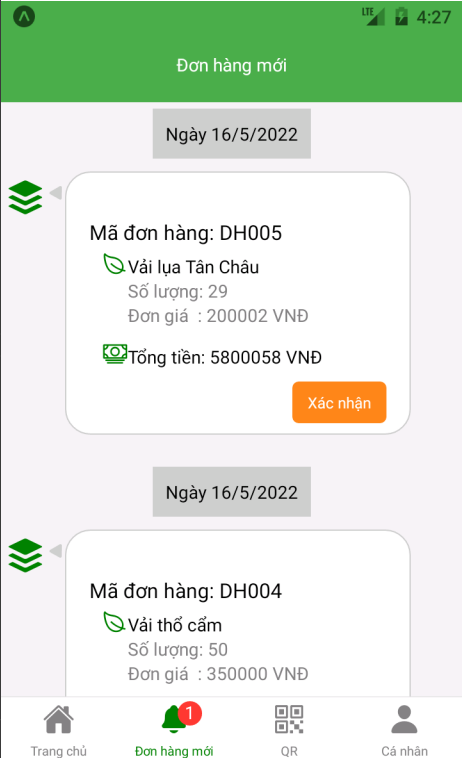 LTE 4:27
Đơn hàng mới
Ngày 16/5/2022
Mã đơn hàng: DH005
Vải lụa Tân Châu
Số lượng: 29
Đơn giá : 200002 VNĐ
Tổng tiền: 5800058 VNĐ
Xác nhận
Ngày 16/5/2022
Mã đơn hàng: DH004
Vải thổ cẩm
Số lượng: 50
Đơn giá : 350000 VNĐ
1
Trang chủ Đơn hàng mới QR Cá nhân